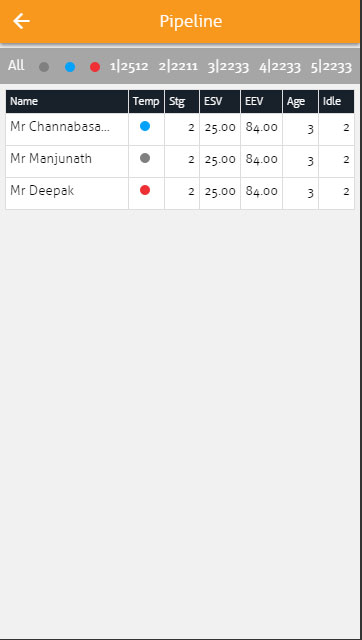 Pipeline
All 1|2512 2|2211 3|2233 4|2233 5|2233
Name Temp Stg ESV EEV Age Idle
Mr Channabasa... 2 25.00 84.00 3 2
Mr Manjunath 2 25.00 84.00 3 2
Mr Deepak 2 25.00 84.00 3 2